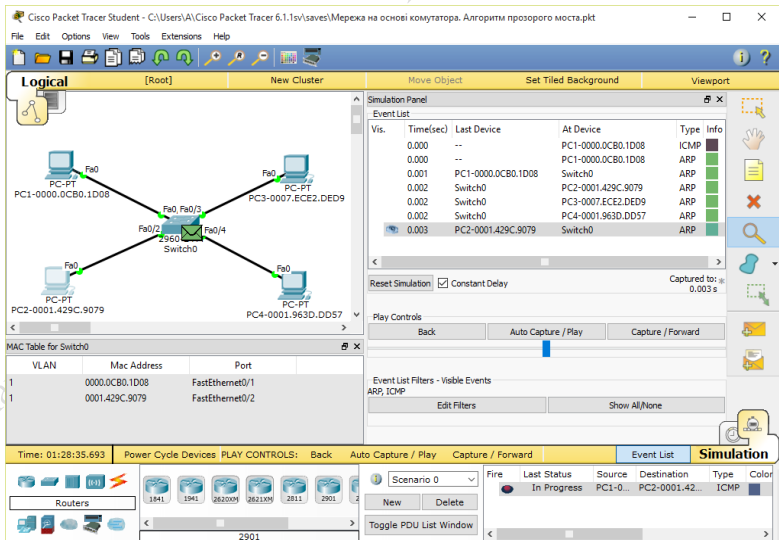 Cisco Packet Tracer Student - C:\Users\A\Cisco Packet Tracer 6.1.1sv\saves\Мережа на основі комутатора. Алгоритм прозорого моста.pkt
File Edit Options View Tools Extensions Help
Logical [Root] New Cluster Move Object Set Tiled Background Viewport
Simulation Panel
Event List
Vis. Time(sec) Last Device At Device Type Info
0.000 -- PC1-0000.0CB0.1D08 ICMP
0.000 -- PC1-0000.0CB0.1D08 ARP
0.001 PC1-0000.0CB0.1D08 Switch0 ARP
0.002 Switch0 PC2-0001.429C.9079 ARP
0.002 Switch0 PC3-0007.ECE2.DED9 ARP
0.002 Switch0 PC4-0001.963D.DD57 ARP
0.003 PC2-0001.429C.9079 Switch0 ARP
Fa0
PC-PT
PC1-0000.0CB0.1D08
Fa0
PC-PT
PC3-0007.ECE2.DED9
Fa0, Fa0/3
Fa0/2 Fa0/4
Switch0
Fa0
PC-PT
PC2-0001.429C.9079
Fa0
PC-PT
PC4-0001.963D.DD57
Reset Simulation Constant Delay Captured to: *
0.003 s
Play Controls
Back Auto Capture / Play Capture / Forward
Event List Filters - Visible Events
ARP, ICMP
Edit Filters Show All/None
MAC Table for Switch0
VLAN Mac Address Port
1 0000.0CB0.1D08 FastEthernet0/1
1 0001.429C.9079 FastEthernet0/2
Time: 01:28:35.693 Power Cycle Devices PLAY CONTROLS: Back Auto Capture / Play Capture / Forward Event List Simulation
Routers
1841 1941 2620XM 2621XM 2811 2901 2
2901
Scenario 0
New Delete
Toggle PDU List Window
Fire Last Status Source Destination Type Color
In Progress PC1-0... PC2-0001.42... ICMP